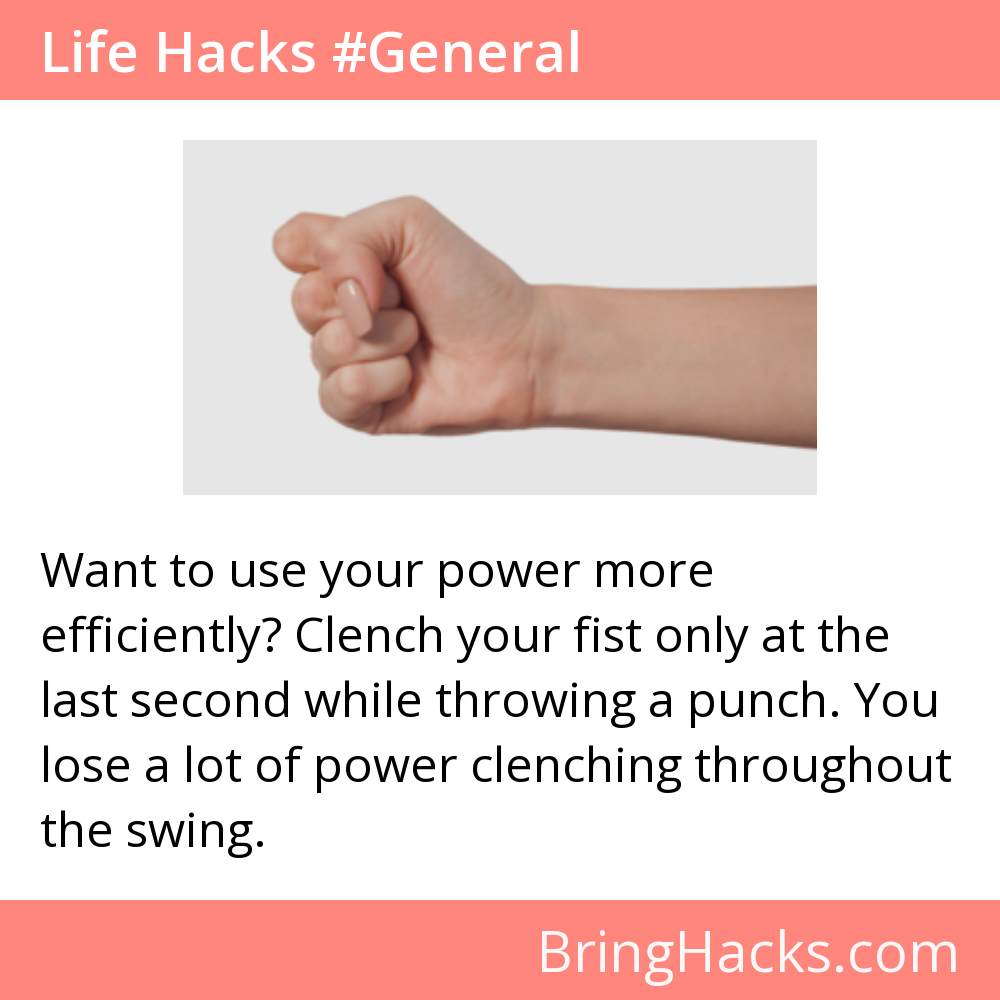 Life Hacks #General
Want to use your power more
efficiently? Clench your fist only at the
last second while throwing a punch. You
lose a lot of power clenching throughout
the swing.
BringHacks.com